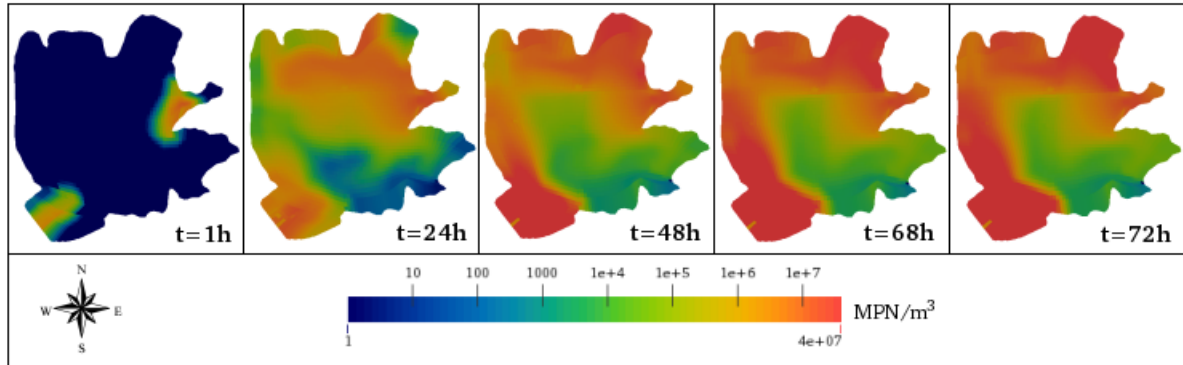 t=1h
t=24h
t=48h
t=68h
t=72h
N
W E
S
10 100 1000 1e+4 1e+5 1e+6 1e+7
MPN/m³
1 4e+07